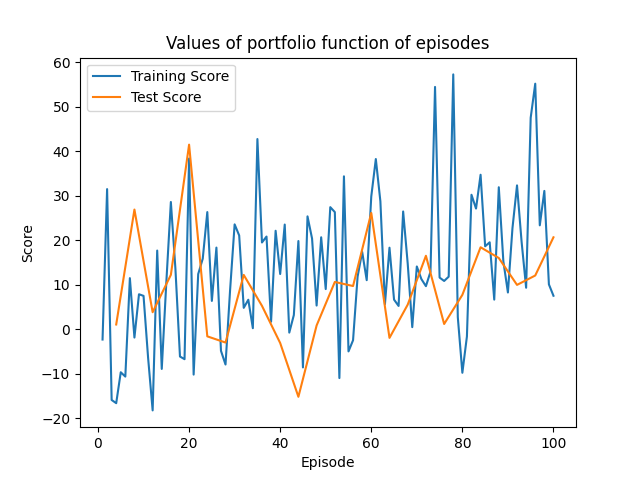 Values of portfolio function of episodes
Training Score
Test Score
60
50
40
30
20
10
0
−10
−20
Score
0 20 40 60 80 100
Episode